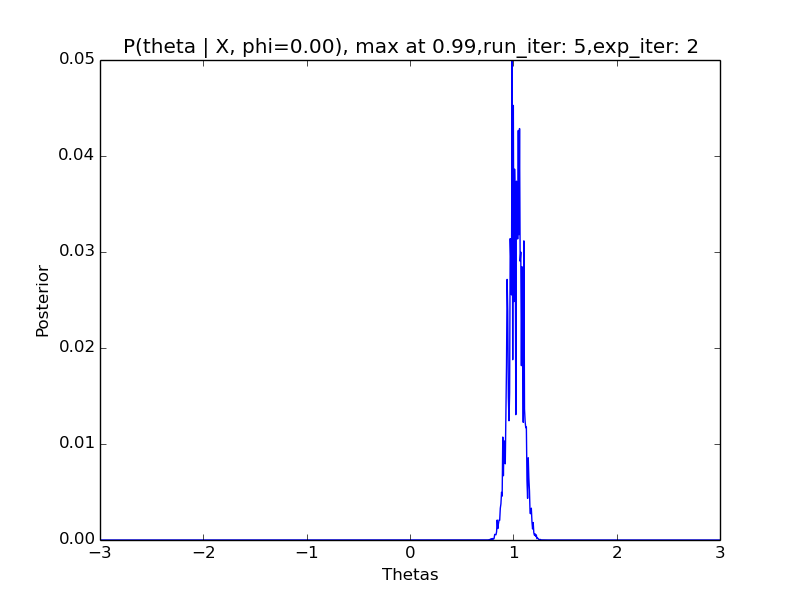 P(theta | X, phi=0.00), max at 0.99,run_iter: 5,exp_iter: 2
0.05
0.04
0.03
0.02
0.01
0.00
Posterior
−3 −2 −1 0 1 2 3
Thetas